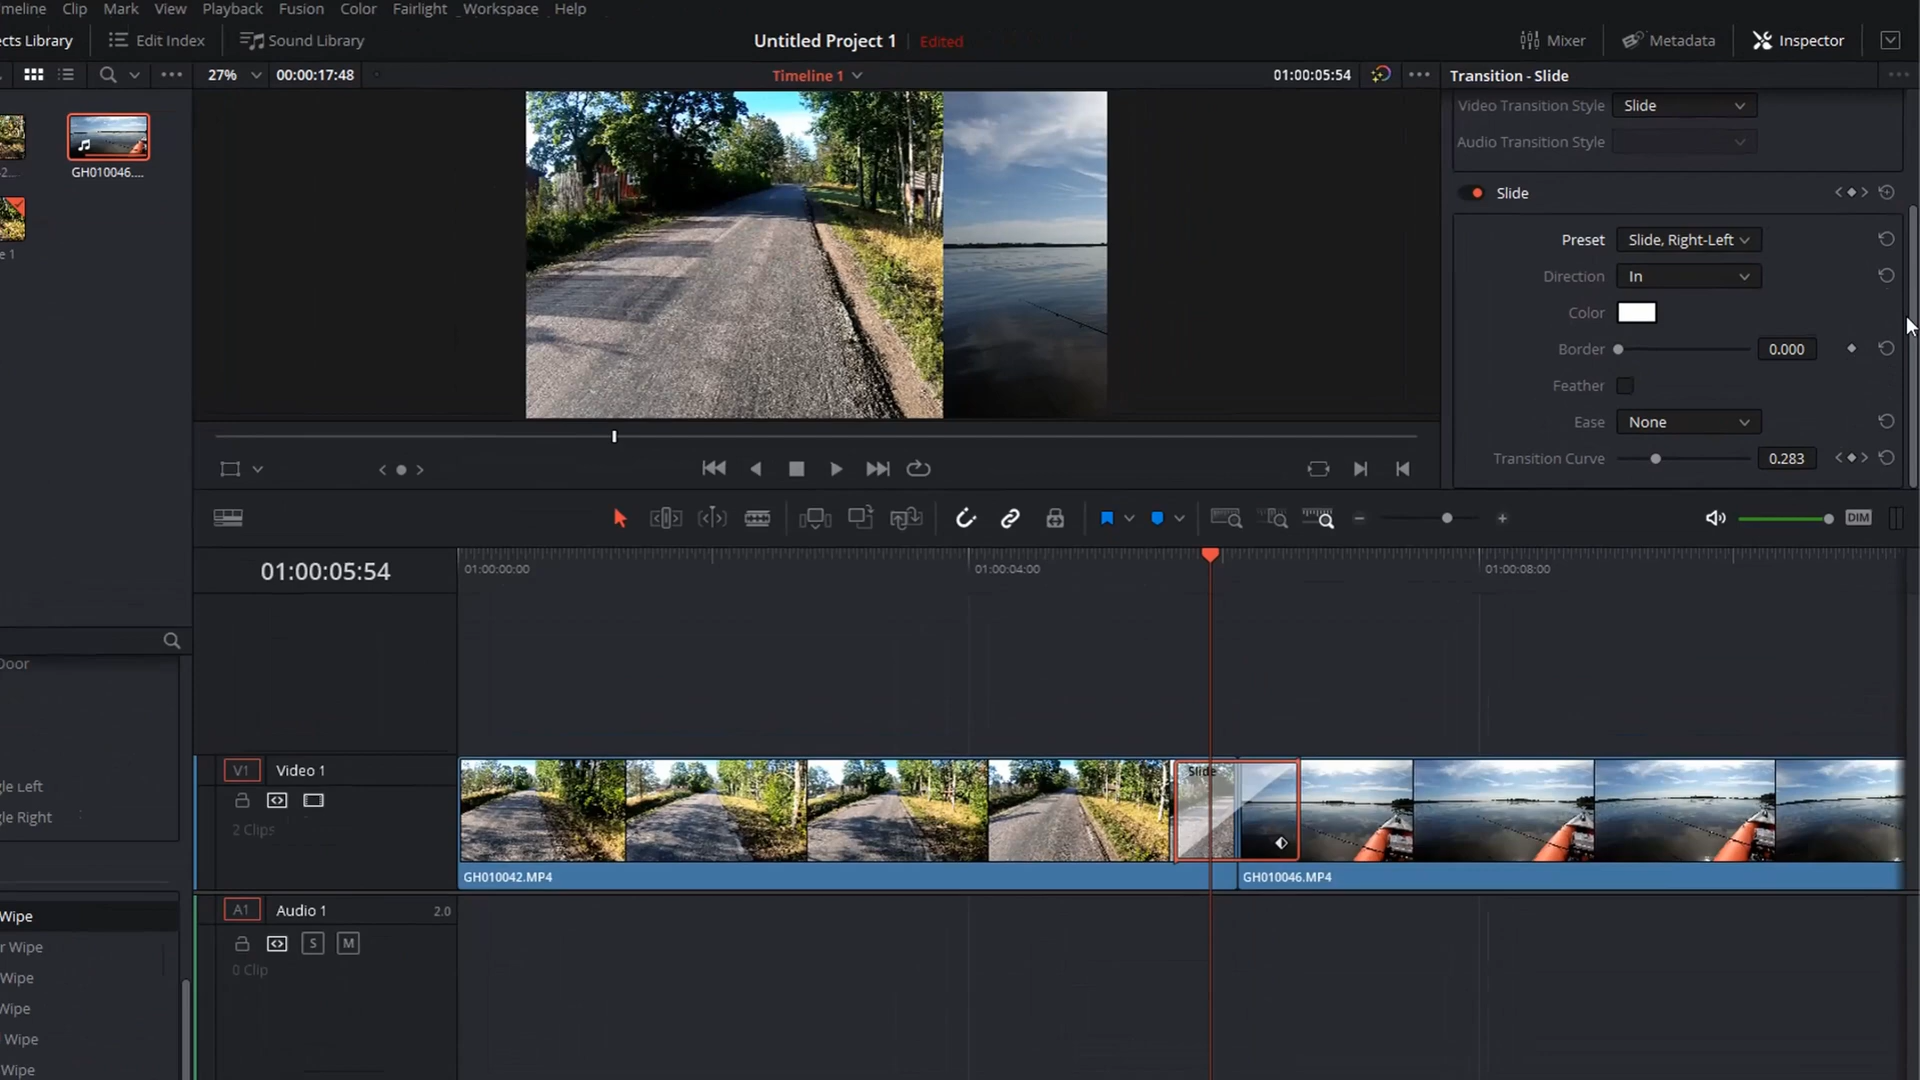 meline Clip Mark View Playback Fusion Color Fairlight Workspace Help
cts Library Edit Index Sound Library Untitled Project 1 Edited Mixer Metadata Inspector
27% 00:00:17:48 Timeline 1 01:00:05:54 Transition - Slide
Video Transition Style Slide
Audio Transition Style
Slide
Preset Slide, Right-Left
Direction In
Color
Border 0.000
Feather
Ease None
Transition Curve 0.283
2... GH010046....
e 1
DIM
01:00:05:54 01:00:00:00 01:00:04:00 01:00:08:00
Door
gle Left
gle Right
Wipe
r Wipe
Wipe
Wipe
Wipe
Wipe
V1 Video 1
2 Clips
Slide
GH010042.MP4 GH010046.MP4
A1 Audio 1 2.0
S M
0 Clip